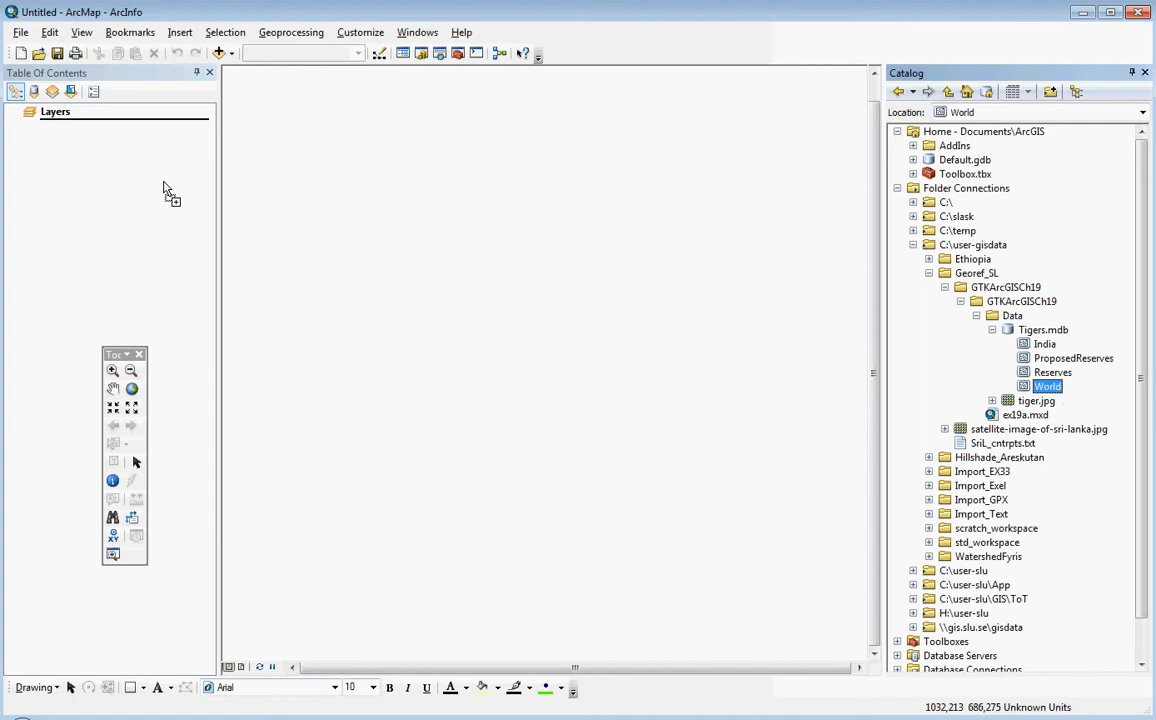 Untitled - ArcMap - ArcInfo
File Edit View Bookmarks Insert Selection Geoprocessing Customize Windows Help
Table Of Contents
Layers
Toc
XY
Drawing
A
Arial
10
B I U A
Catalog
Location: World
Home - Documents\ArcGIS
AddIns
Default.gdb
Toolbox.tbx
Folder Connections
C:\
C:\slask
C:\temp
C:\user-gisdata
Ethiopia
Georef_SL
GTKArcGISCh19
GTKArcGISCh19
Data
Tigers.mdb
India
ProposedReserves
Reserves
World
tiger.jpg
ex19a.mxd
satellite-image-of-sri-lanka.jpg
SriL_cntrpts.txt
Hillshade_Areskutan
Import_EX33
Import_Exel
Import_GPX
Import_Text
scratch_workspace
std_workspace
WatershedFyris
C:\user-slu
C:\user-slu\App
C:\user-slu\GIS\ToT
H:\user-slu
\\gis.slu.se\gisdata
Toolboxes
Database Servers
Database Connections
1032,213 686,275 Unknown Units